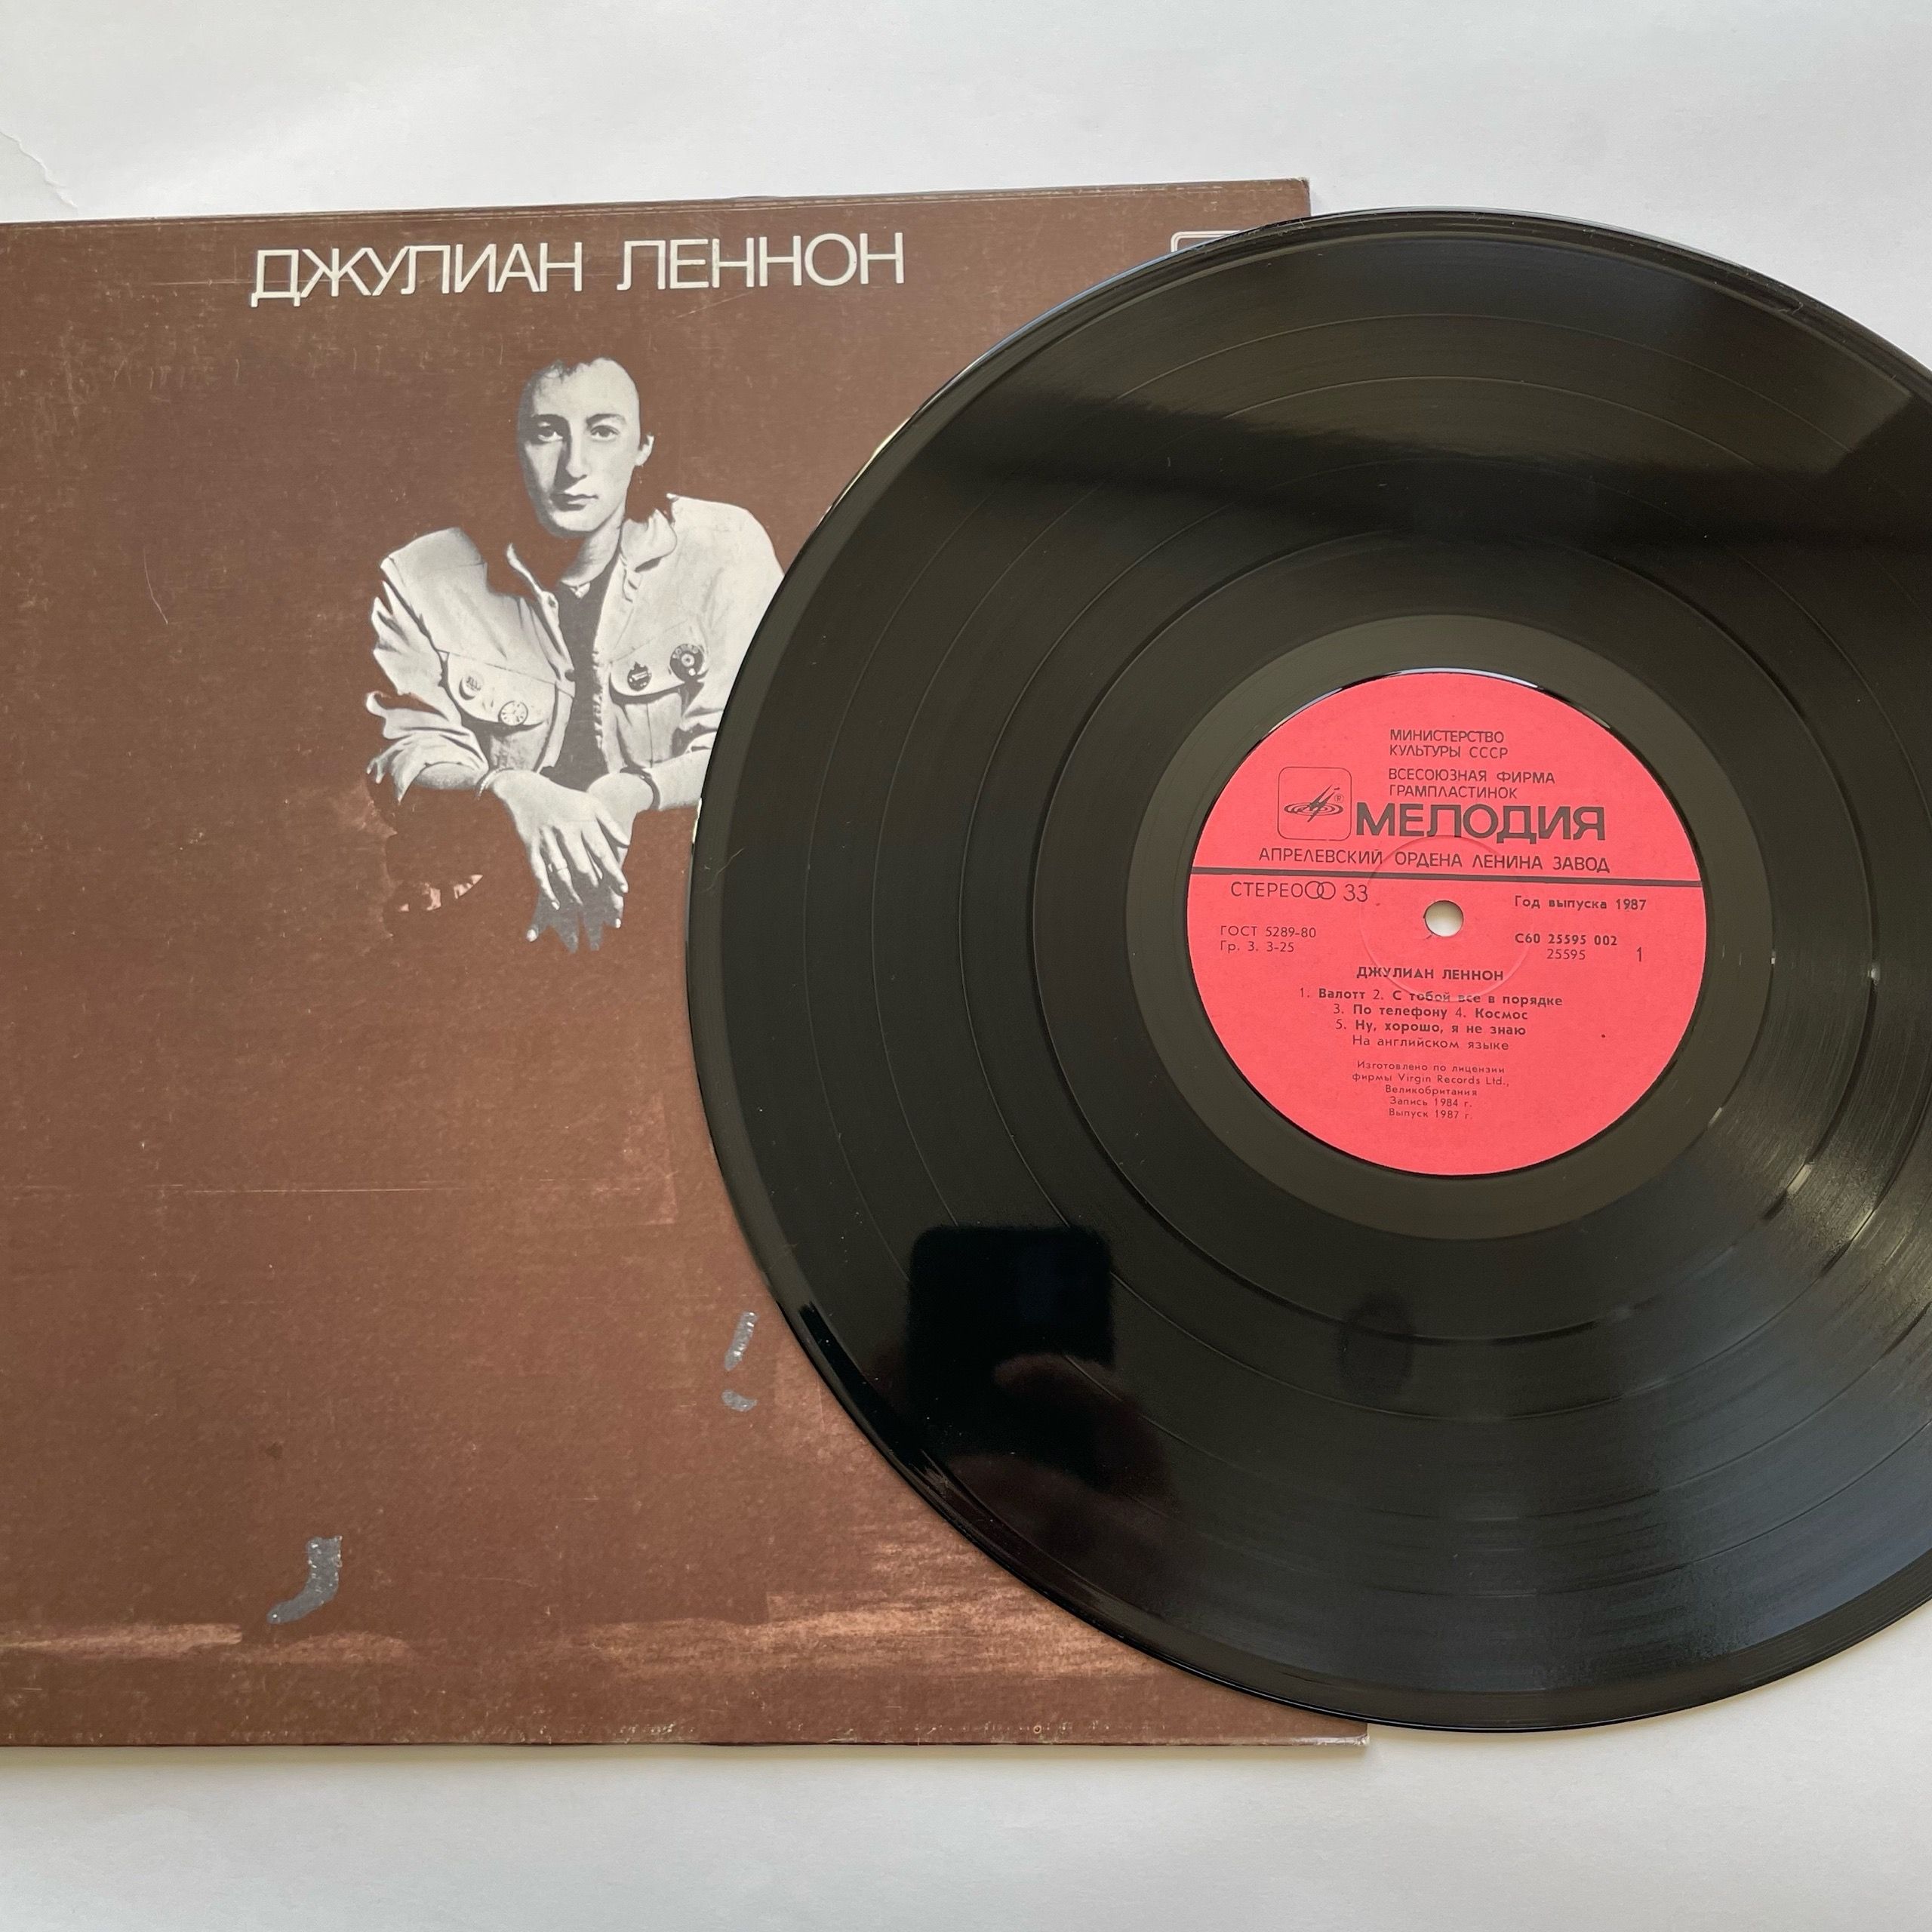 ДЖУЛИАН ЛЕННОН
МИНИСТЕРСТВО
КУЛЬТУРЫ СССР
ВСЕСОЮЗНАЯ ФИРМА
ГРАМПЛАСТИНОК
МЕЛОДИЯ
АПРЕЛЕВСКИЙ ОРДЕНА ЛЕНИНА ЗАВОД
СТЕРЕО 33
Год выпуска 1987
ГОСТ 5289-80
Гр. 3. 3-25
С60 25595 002
25595 1
ДЖУЛИАН ЛЕННОН
1. Валотт 2. С тобой все в порядке
3. По телефону 4. Космос
5. Ну, хорошо, я не знаю
На английском языке
Изготовлено по лицензии
фирмы Virgin Records Ltd.,
Великобритания
Запись 1984 г.
Выпуск 1987 г.